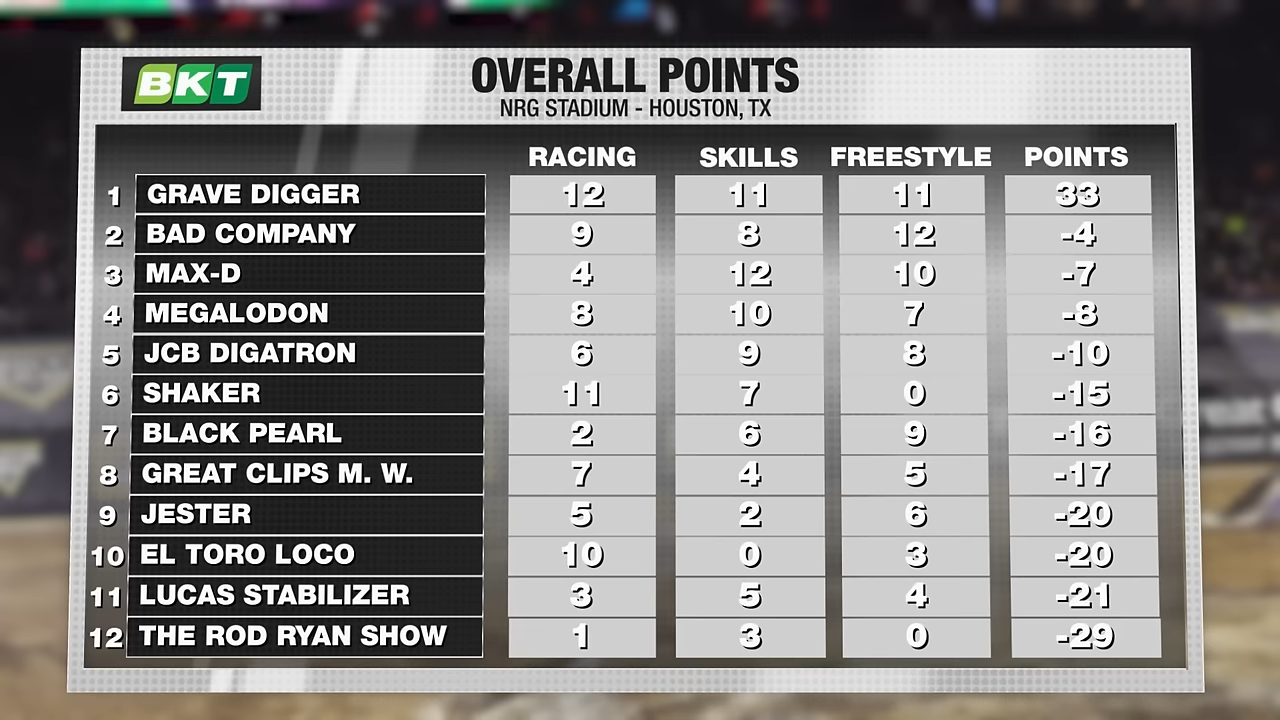 BKT
OVERALL POINTS
NRG STADIUM - HOUSTON, TX
RACING SKILLS FREESTYLE POINTS
1 GRAVE DIGGER 12 11 11 33
2 BAD COMPANY 9 8 12 -4
3 MAX-D 4 12 10 -7
4 MEGALODON 8 10 7 -8
5 JCB DIGATRON 6 9 8 -10
6 SHAKER 11 7 0 -15
7 BLACK PEARL 2 6 9 -16
8 GREAT CLIPS M. W. 7 4 5 -17
9 JESTER 5 2 6 -20
10 EL TORO LOCO 10 0 3 -20
11 LUCAS STABILIZER 3 5 4 -21
12 THE ROD RYAN SHOW 1 3 0 -29